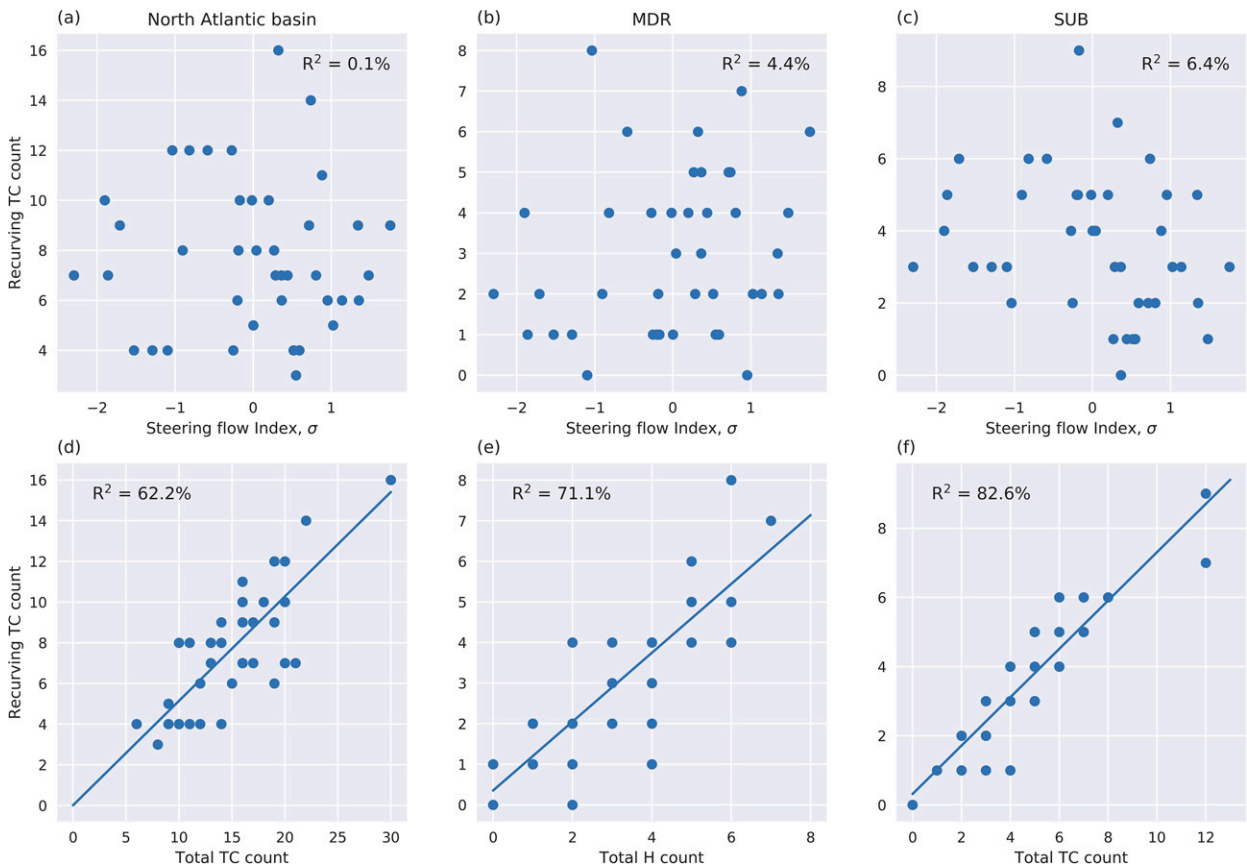 (a) North Atlantic basin
(b) MDR
(c) SUB
R² = 0.1%
R² = 4.4%
R² = 6.4%
Recurving TC count
16
14
12
10
8
6
4
8
7
6
5
4
3
2
1
0
8
6
4
2
0
−2 −1 0 1
−2 −1 0 1
−2 −1 0 1
Steering flow Index, σ
Steering flow Index, σ
Steering flow Index, σ
(d)
(e)
(f)
R² = 62.2%
R² = 71.1%
R² = 82.6%
Recurving TC count
16
14
12
10
8
6
4
2
0
8
7
6
5
4
3
2
1
0
8
6
4
2
0
0 5 10 15 20 25 30
0 2 4 6 8
0 2 4 6 8 10 12
Total TC count
Total H count
Total TC count